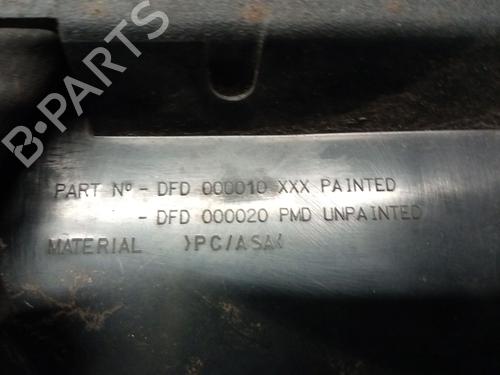 B-PARTS
PART Nº - DFD 000010 XXX PAINTED
- DFD 000020 PMD UNPAINTED
MATERIAL >PC/ASA<